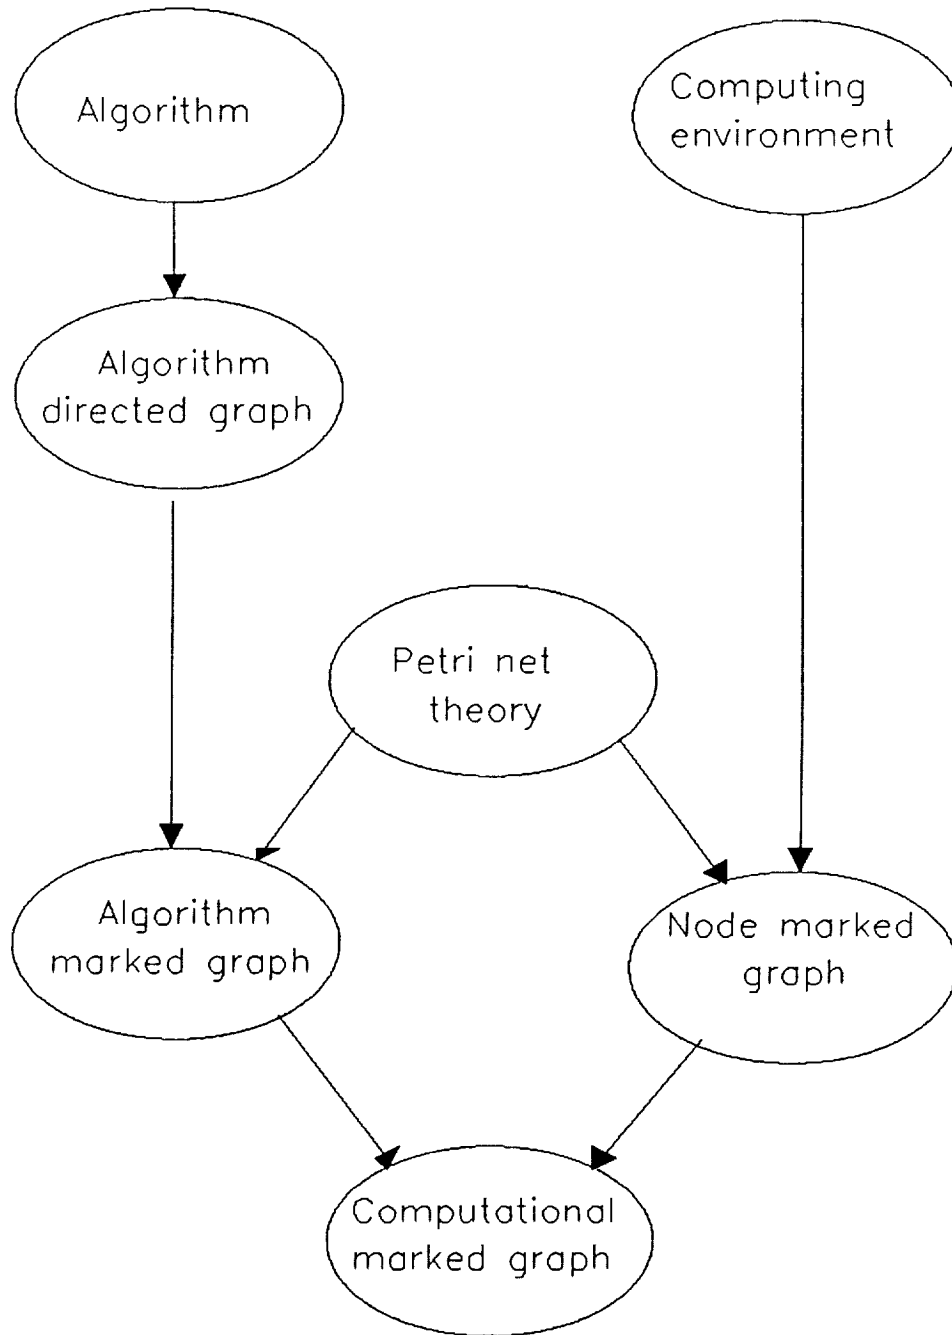 Algorithm
Computing
environment
Algorithm
directed graph
Petri net
theory
Algorithm
marked graph
Node marked
graph
Computational
marked graph